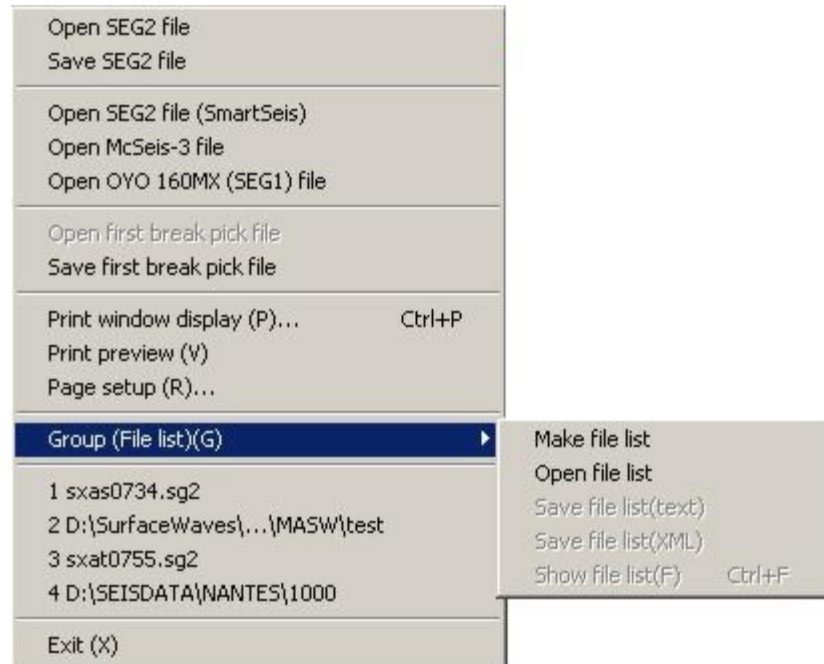 Open SEG2 file
Save SEG2 file
Open SEG2 file (SmartSeis)
Open McSeis-3 file
Open OYO 160MX (SEG1) file
Open first break pick file
Save first break pick file
Print window display (P)... Ctrl+P
Print preview (V)
Page setup (R)...
Group (File list)(G)
Make file list
Open file list
Save file list(text)
Save file list(XML)
Show file list(F) Ctrl+F
1 sxas0734.sg2
2 D:\SurfaceWaves\...\MASW\test
3 sxat0755.sg2
4 D:\SEISDATA\NANTES\1000
Exit (X)